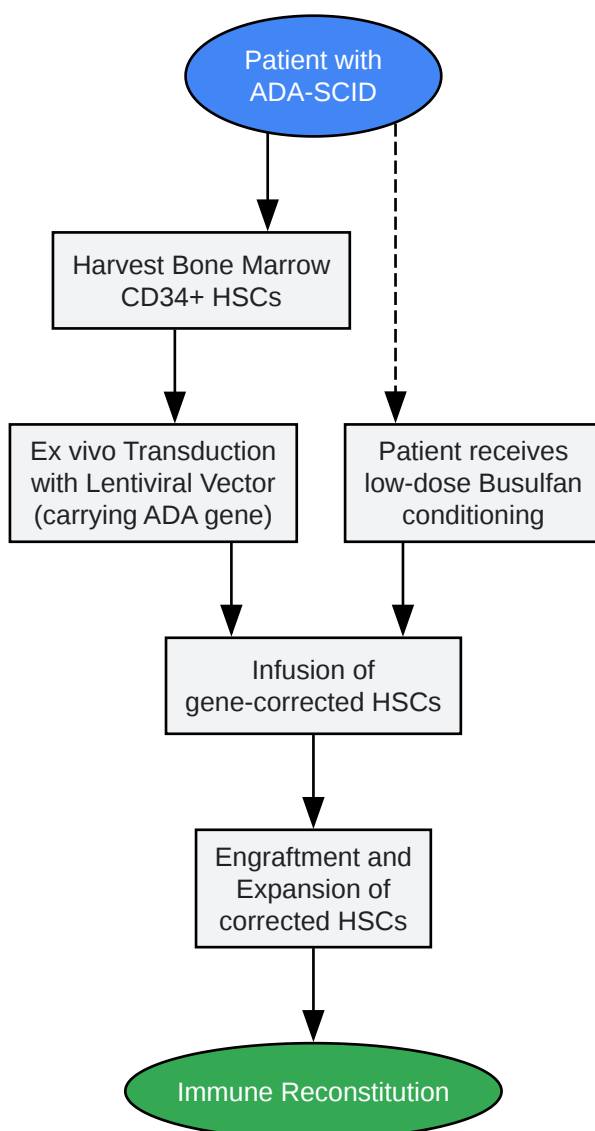 Patient with
ADA-SCID
Harvest Bone Marrow
CD34+ HSCs
Ex vivo Transduction
with Lentiviral Vector
(carrying ADA gene)
Patient receives
low-dose Busulfan
conditioning
Infusion of
gene-corrected HSCs
Engraftment and
Expansion of
corrected HSCs
Immune Reconstitution